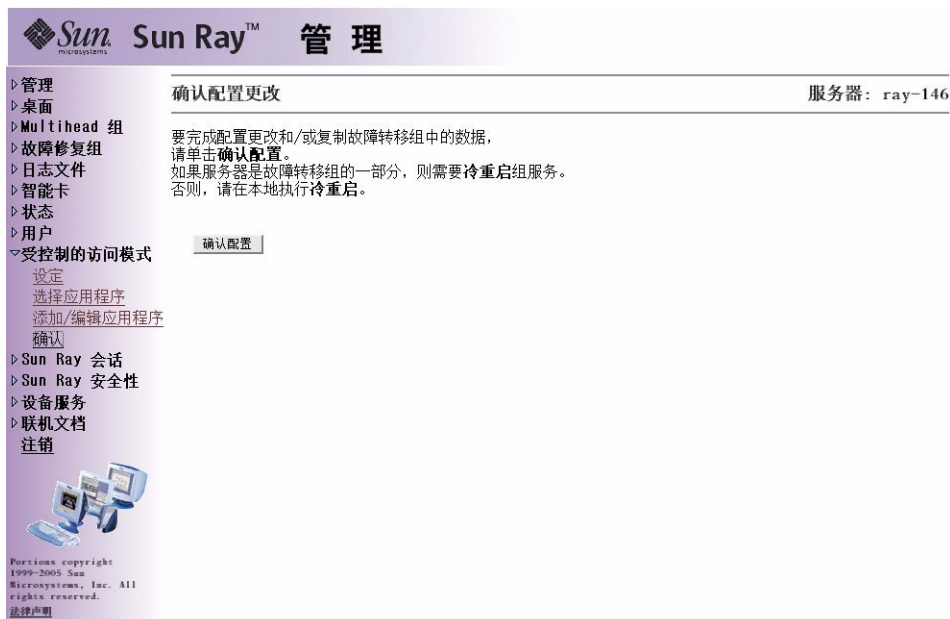 Sun microsystems Sun Ray™ 管 理
管理
桌面
Multihead 组
故障修复组
日志文件
智能卡
状态
用户
受控制的访问模式
设定
选择应用程序
添加/编辑应用程序
确认
Sun Ray 会话
Sun Ray 安全性
设备服务
联机文档
注销
Portions copyright
1999-2005 Sun
Microsystems, Inc. All
rights reserved.
法律声明
确认配置更改
服务器: ray-146
要完成配置更改和/或复制故障转移组中的数据，
请单击确认配置。
如果服务器是故障转移组的一部分，则需要冷重启组服务。
否则，请在本地执行冷重启。
确认配置